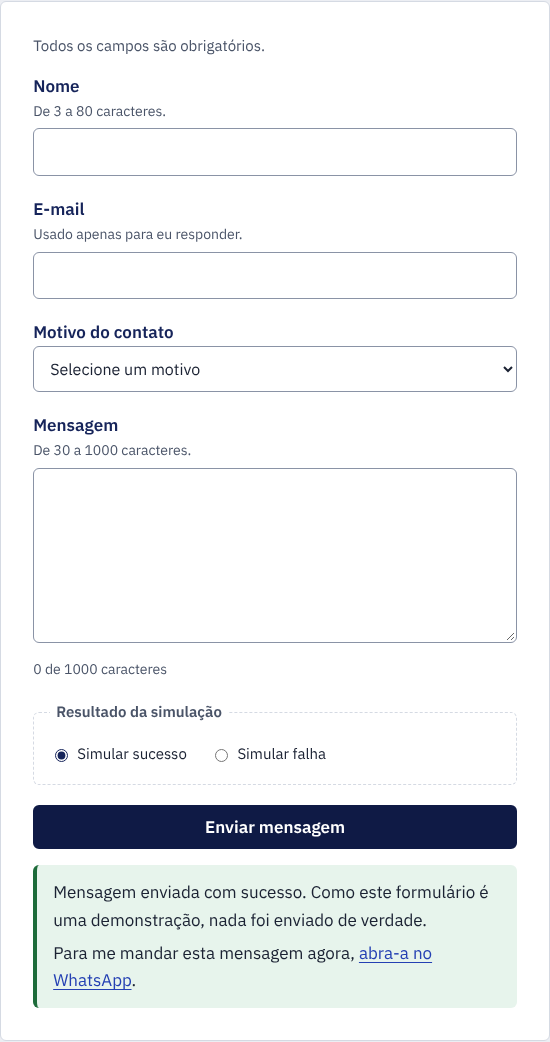 Todos os campos são obrigatórios.
Nome
De 3 a 80 caracteres.
E-mail
Usado apenas para eu responder.
Motivo do contato
Selecione um motivo
Mensagem
De 30 a 1000 caracteres.
0 de 1000 caracteres
Resultado da simulação
Simular sucesso Simular falha
Enviar mensagem
Mensagem enviada com sucesso. Como este formulário é
uma demonstração, nada foi enviado de verdade.
Para me mandar esta mensagem agora, abra-a no
WhatsApp.